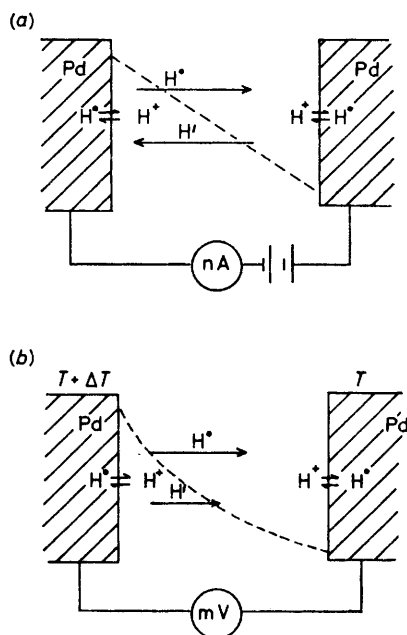 (a)
Pd
Pd
H•
H• ⇌ H⁺
H⁺ ⇌ H•
H'
nA
(b)
T + ΔT
T
Pd
Pd
H•
H• ⇌ H⁺
H⁺ ⇌ H•
H'
mV